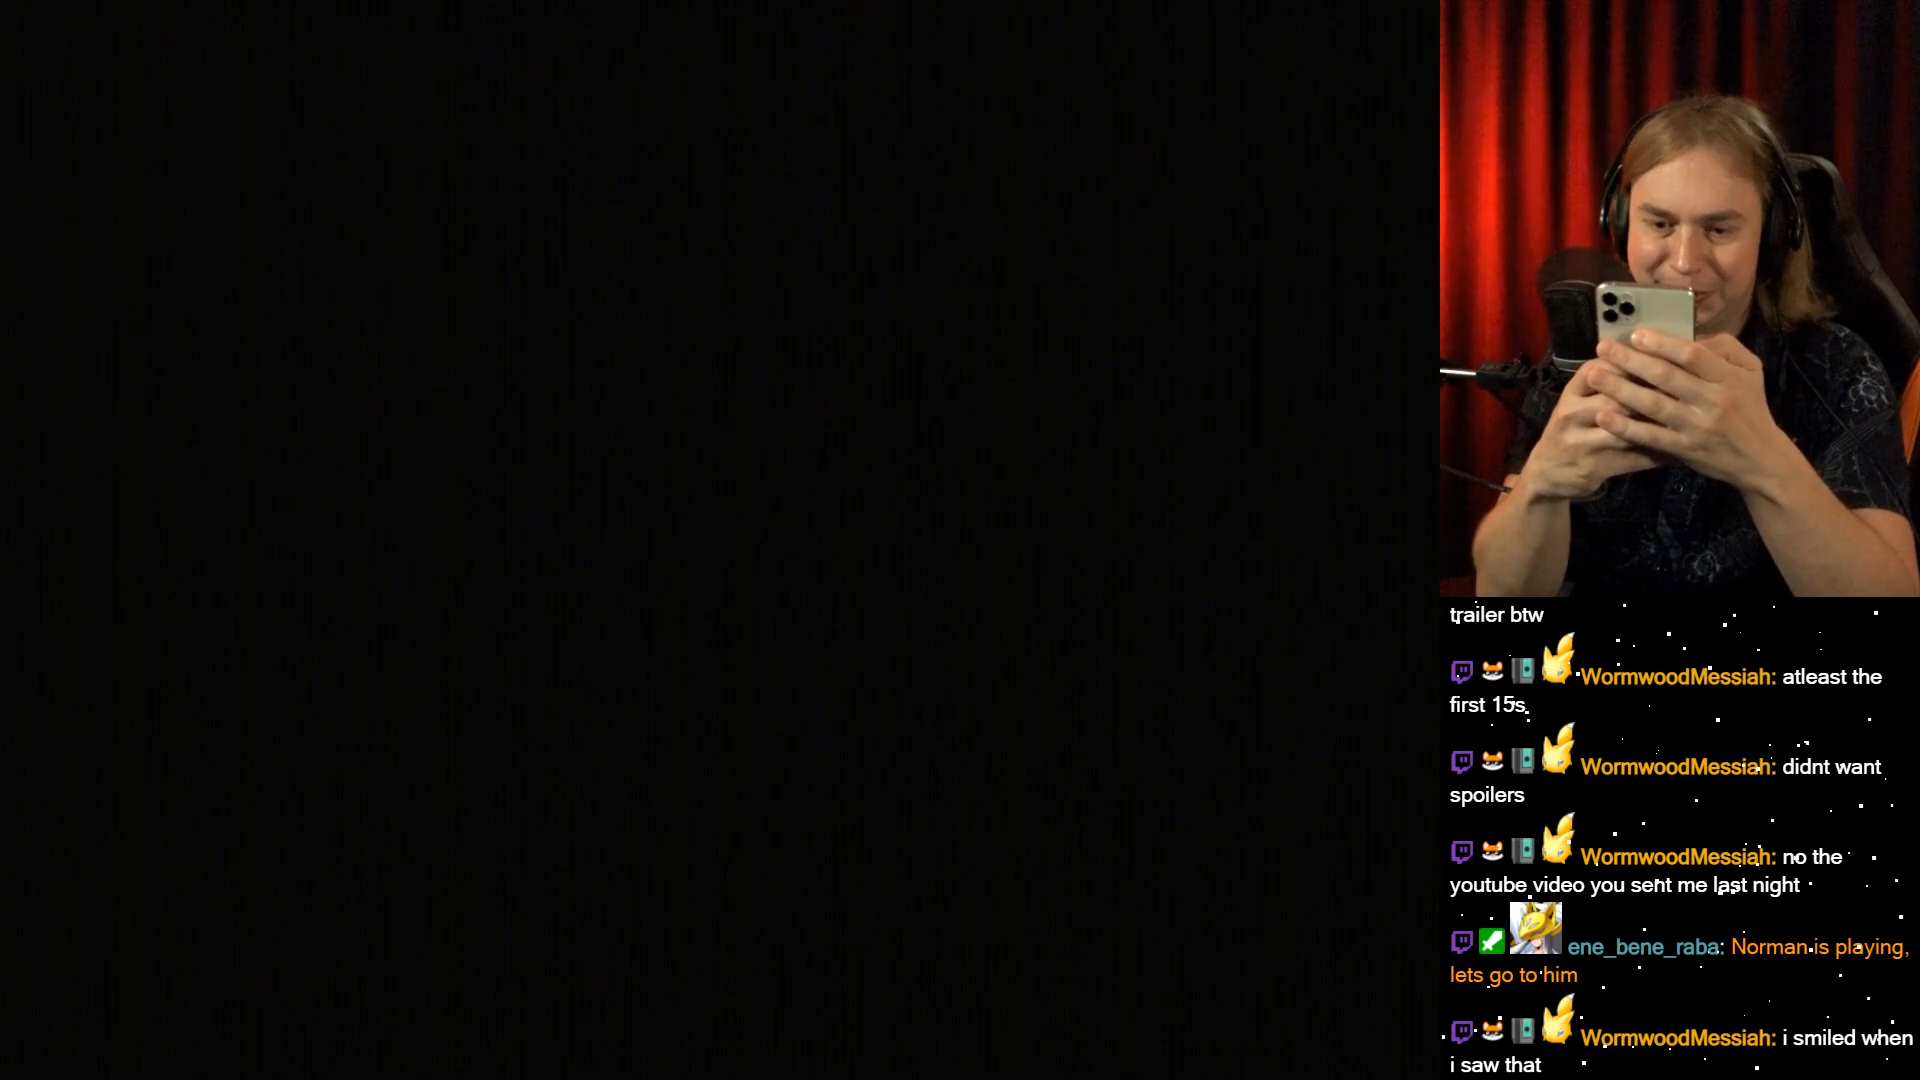 trailer btw
WormwoodMessiah: atleast the
first 15s
WormwoodMessiah: didnt want
spoilers
WormwoodMessiah: no the
youtube video you sent me last night
ene_bene_raba: Norman is playing,
lets go to him
WormwoodMessiah: i smiled when
i saw that